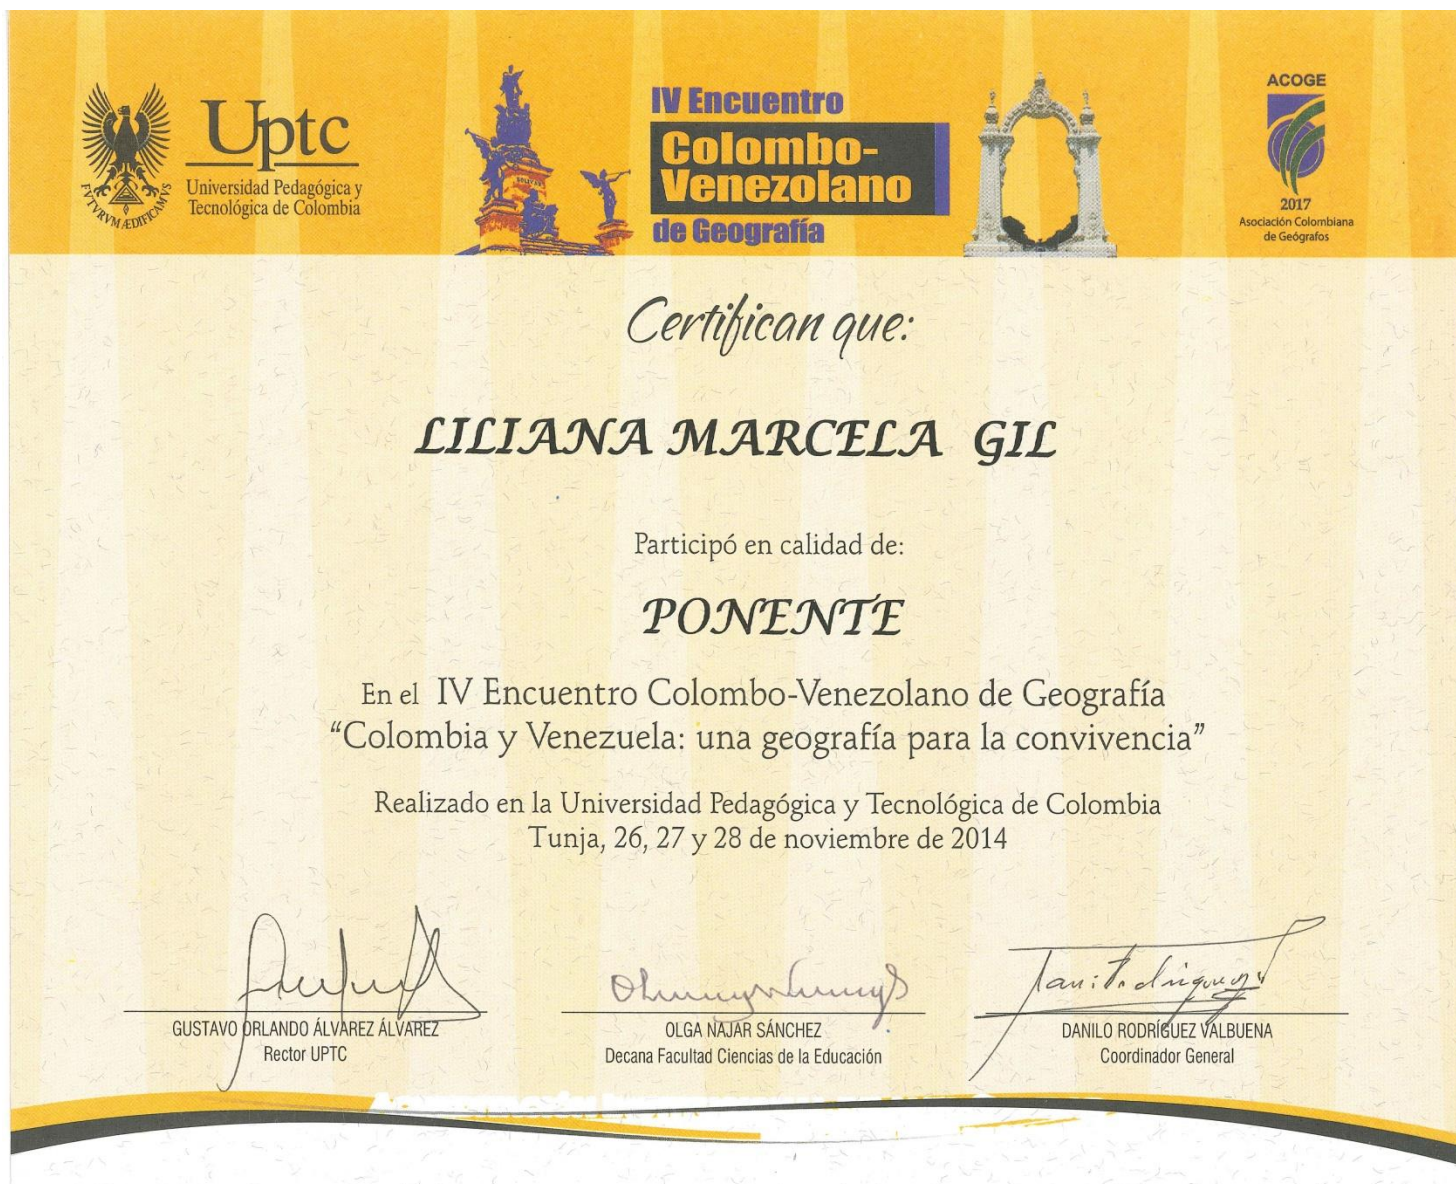 FVTVRVM ÆDIFICAMVS
Uptc
Universidad Pedagógica y
Tecnológica de Colombia
BOLIVAR
IV Encuentro
Colombo-
Venezolano
de Geografía
ACOGE
2017
Asociación Colombiana
de Geógrafos
Certifican que:
LILIANA MARCELA GIL
Participó en calidad de:
PONENTE
En el IV Encuentro Colombo-Venezolano de Geografía
“Colombia y Venezuela: una geografía para la convivencia”
Realizado en la Universidad Pedagógica y Tecnológica de Colombia
Tunja, 26, 27 y 28 de noviembre de 2014
GUSTAVO ORLANDO ÁLVAREZ ÁLVAREZ
Rector UPTC
OLGA NAJAR SÁNCHEZ
Decana Facultad Ciencias de la Educación
DANILO RODRÍGUEZ VALBUENA
Coordinador General